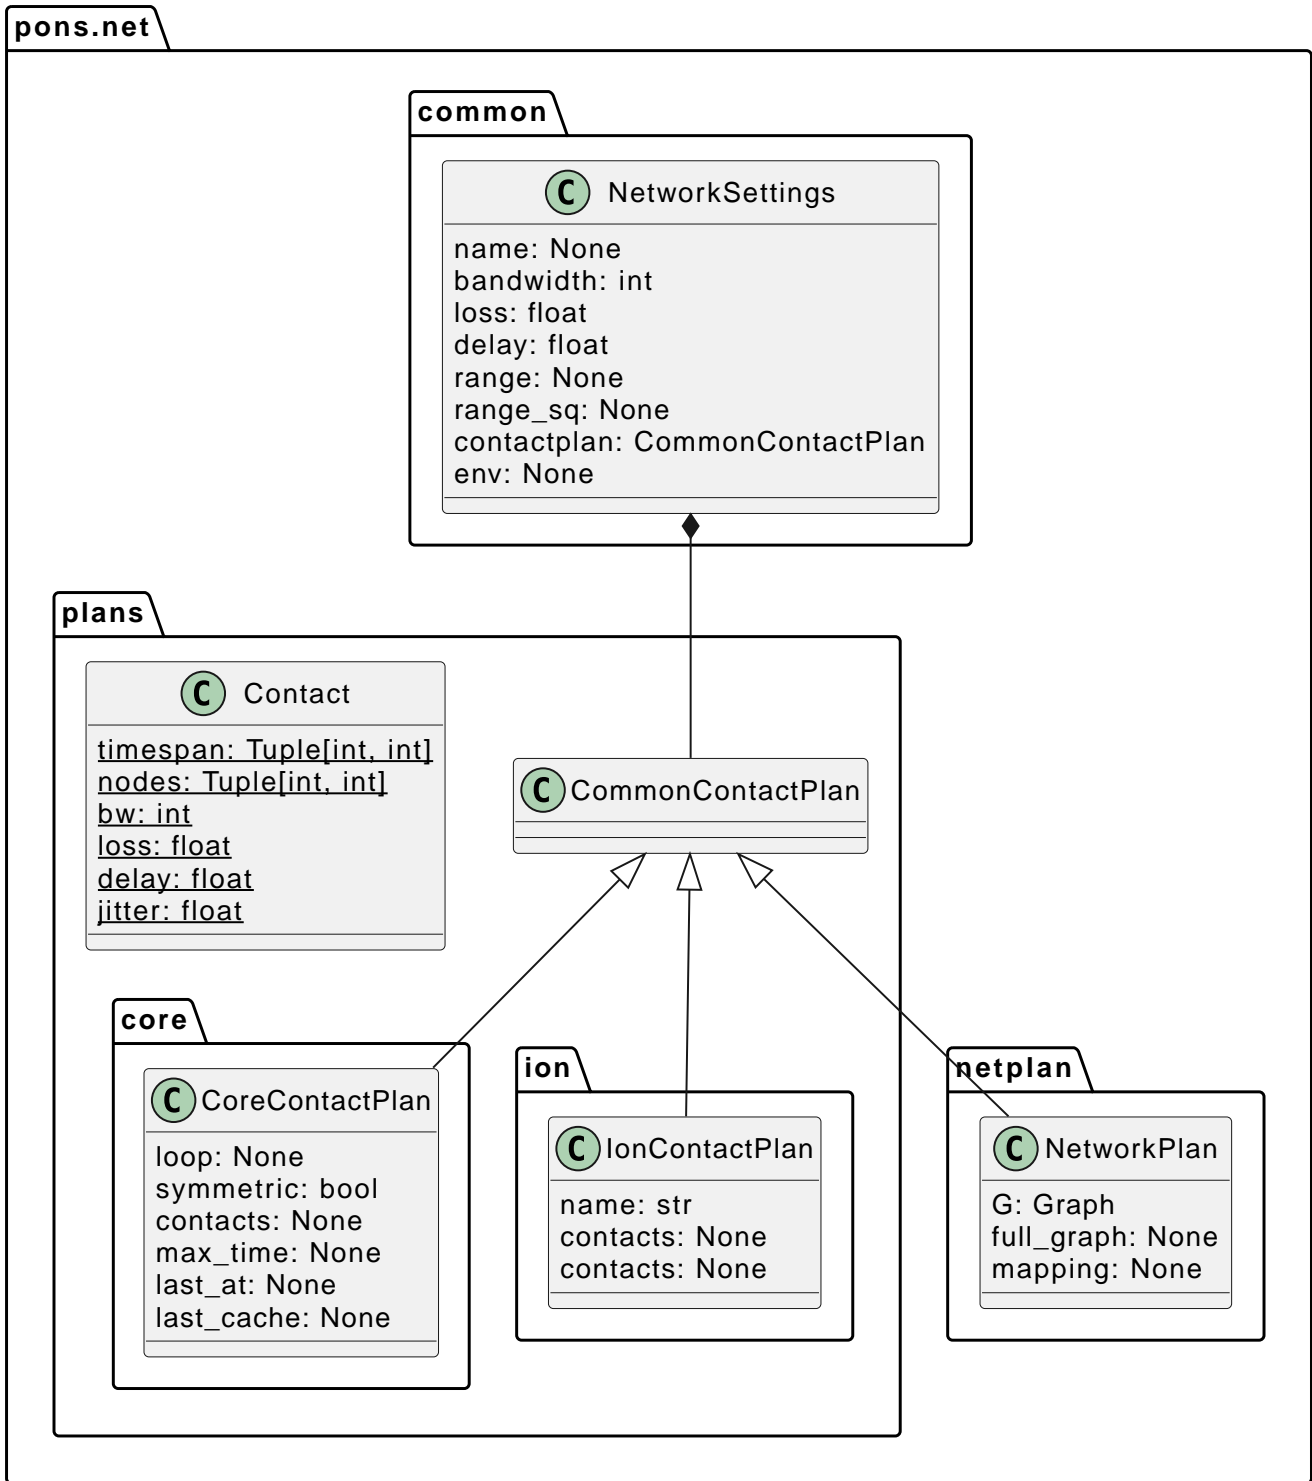 pons.net
common
C NetworkSettings
name: None
bandwidth: int
loss: float
delay: float
range: None
range_sq: None
contactplan: CommonContactPlan
env: None
plans
C Contact
timespan: Tuple[int, int]
nodes: Tuple[int, int]
bw: int
loss: float
delay: float
jitter: float
C CommonContactPlan
core
C CoreContactPlan
loop: None
symmetric: bool
contacts: None
max_time: None
last_at: None
last_cache: None
ion
C IonContactPlan
name: str
contacts: None
contacts: None
netplan
C NetworkPlan
G: Graph
full_graph: None
mapping: None